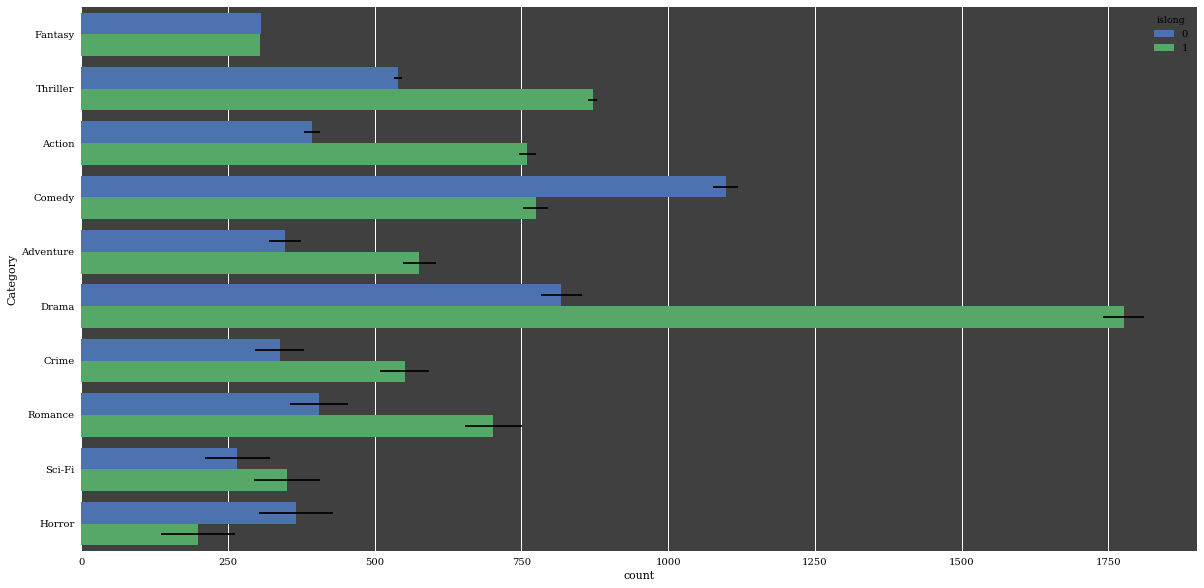 islong
0
1
Fantasy
Thriller
Action
Comedy
Adventure
Drama
Crime
Romance
Sci-Fi
Horror
Category
0 250 500 750 1000 1250 1500 1750
count